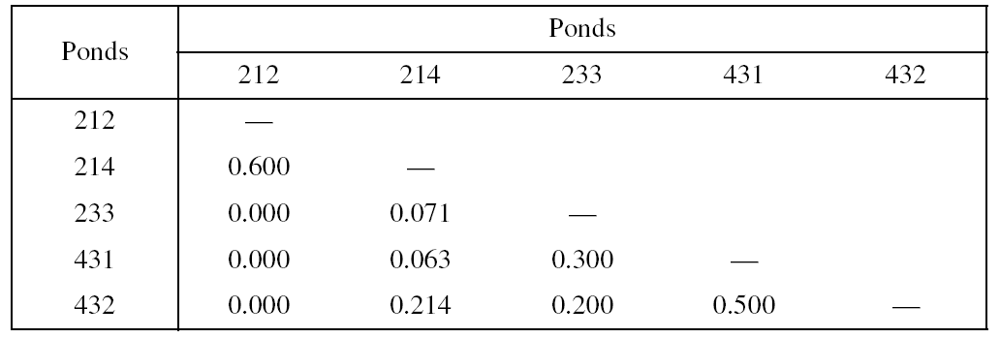 Ponds
Ponds
212 214 233 431 432
212 —
214 0.600 —
233 0.000 0.071 —
431 0.000 0.063 0.300 —
432 0.000 0.214 0.200 0.500 —